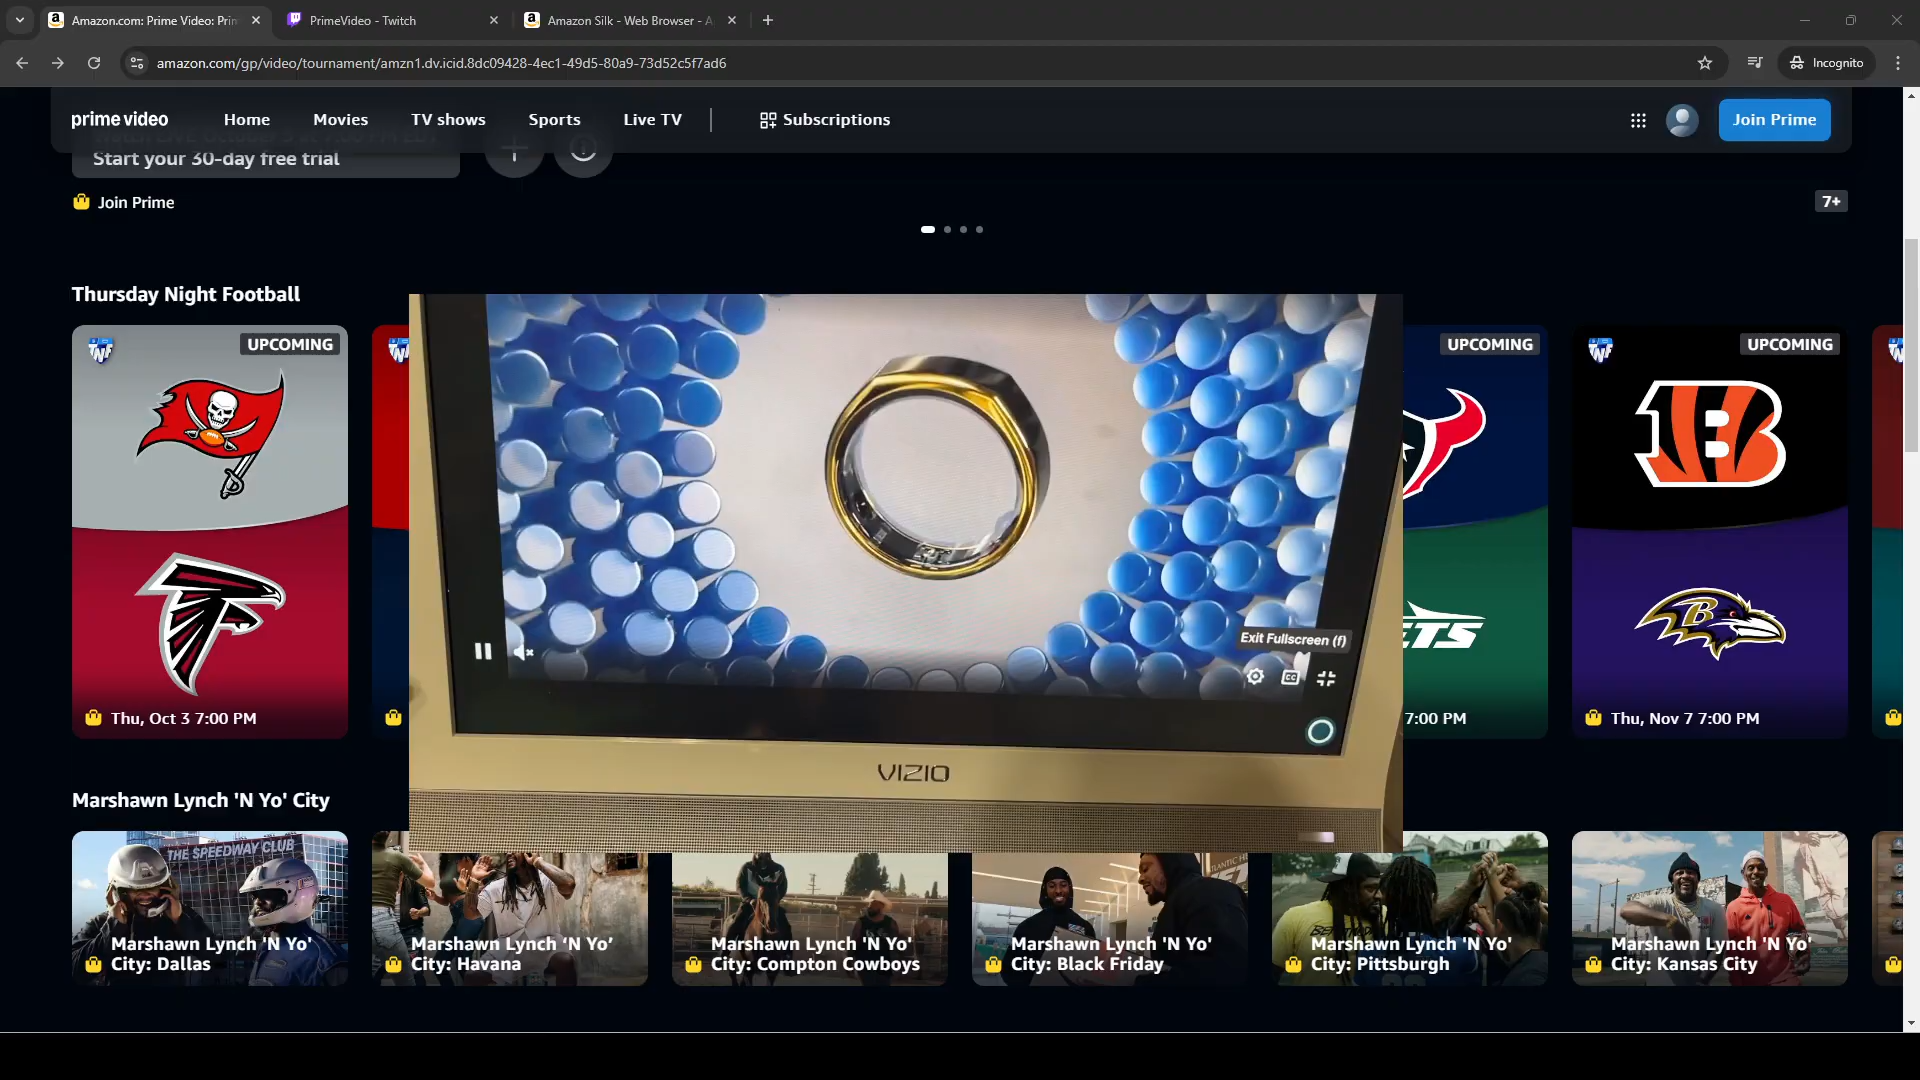 Amazon.com: Prime Video: Prin
PrimeVideo - Twitch
Amazon Silk - Web Browser - A
amazon.com/gp/video/tournament/amzn1.dv.icid.8dc09428-4ec1-49d5-80a9-73d52c5f7ad6
Incognito
prime video
Home
Movies
TV shows
Sports
Live TV
Subscriptions
Join Prime
Start your 30-day free trial
Join Prime
7+
Thursday Night Football
TNF
UPCOMING
UPCOMING
TNF
UPCOMING
B
ETS
Exit Fullscreen (f)
CC
Thu, Oct 3 7:00 PM
7:00 PM
Thu, Nov 7 7:00 PM
VIZIO
Marshawn Lynch 'N Yo' City
THE SPEEDWAY CLUB
Marshawn Lynch 'N Yo'
City: Dallas
Marshawn Lynch ‘N Yo’
City: Havana
Marshawn Lynch 'N Yo'
City: Compton Cowboys
Marshawn Lynch 'N Yo'
City: Black Friday
Marshawn Lynch 'N Yo'
City: Pittsburgh
Marshawn Lynch 'N Yo'
City: Kansas City